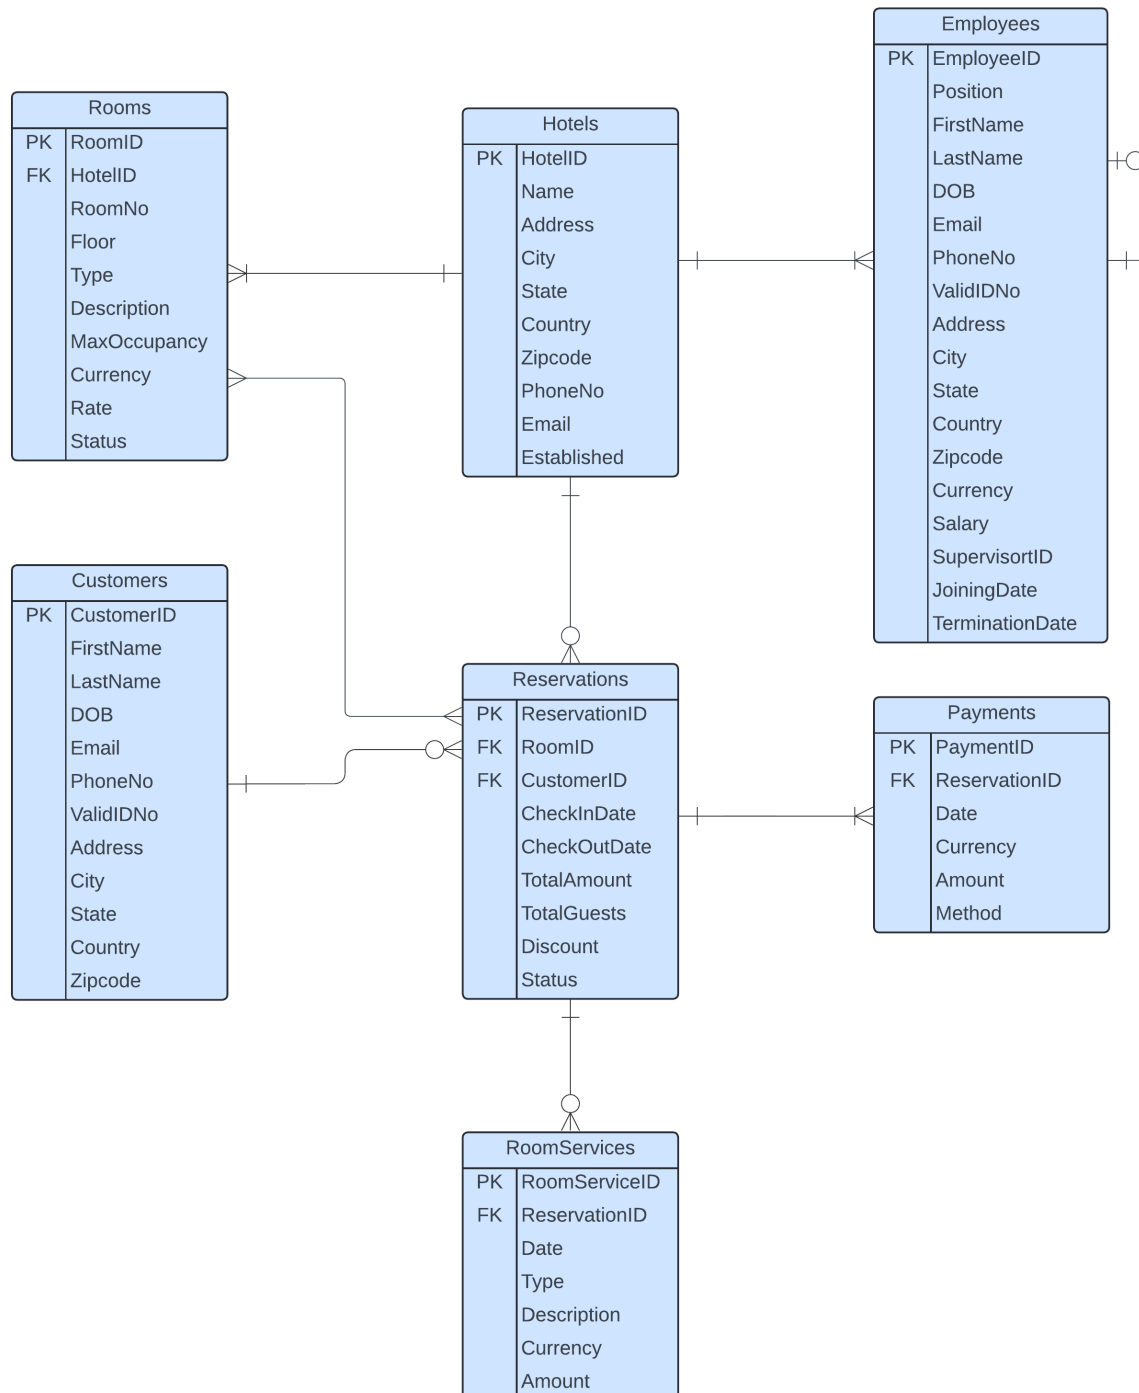 Employees
PK EmployeeID
Position
FirstName
LastName
DOB
Email
PhoneNo
ValidIDNo
Address
City
State
Country
Zipcode
Currency
Salary
SupervisortID
JoiningDate
TerminationDate
Rooms
PK RoomID
FK HotelID
RoomNo
Floor
Type
Description
MaxOccupancy
Currency
Rate
Status
Hotels
PK HotelID
Name
Address
City
State
Country
Zipcode
PhoneNo
Email
Established
Customers
PK CustomerID
FirstName
LastName
DOB
Email
PhoneNo
ValidIDNo
Address
City
State
Country
Zipcode
Reservations
PK ReservationID
FK RoomID
FK CustomerID
CheckInDate
CheckOutDate
TotalAmount
TotalGuests
Discount
Status
Payments
PK PaymentID
FK ReservationID
Date
Currency
Amount
Method
RoomServices
PK RoomServiceID
FK ReservationID
Date
Type
Description
Currency
Amount